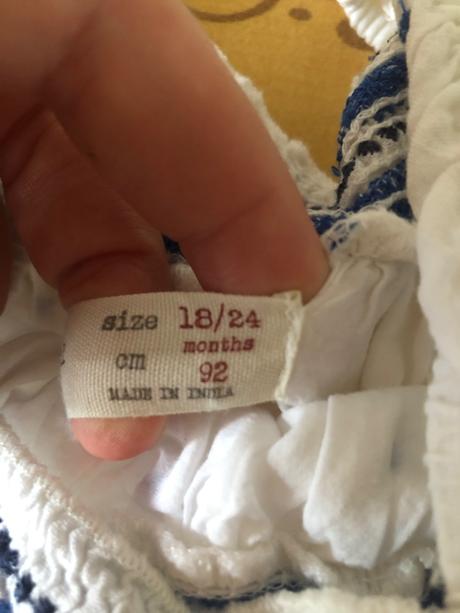 size 18/24
months
cm 92
MADE IN INDIA